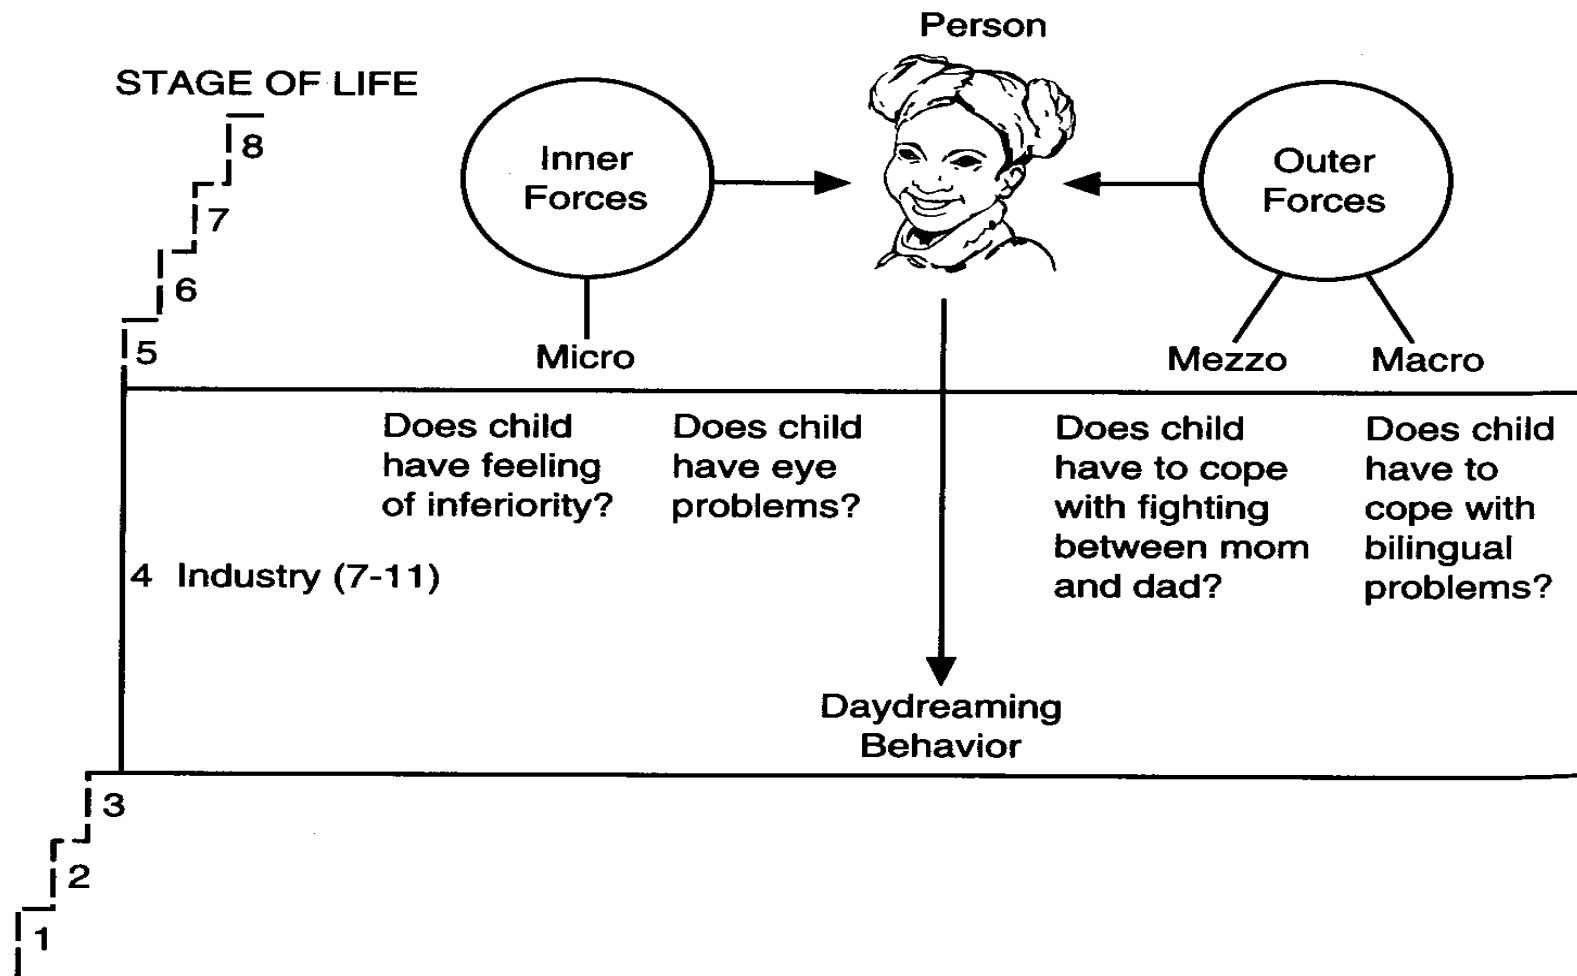 Person
STAGE OF LIFE
8
7
6
5
Inner
Forces
Outer
Forces
Micro
Mezzo
Macro
Does child
have feeling
of inferiority?
Does child
have eye
problems?
Does child
have to cope
with fighting
between mom
and dad?
Does child
have to
cope with
bilingual
problems?
4 Industry (7-11)
Daydreaming
Behavior
3
2
1